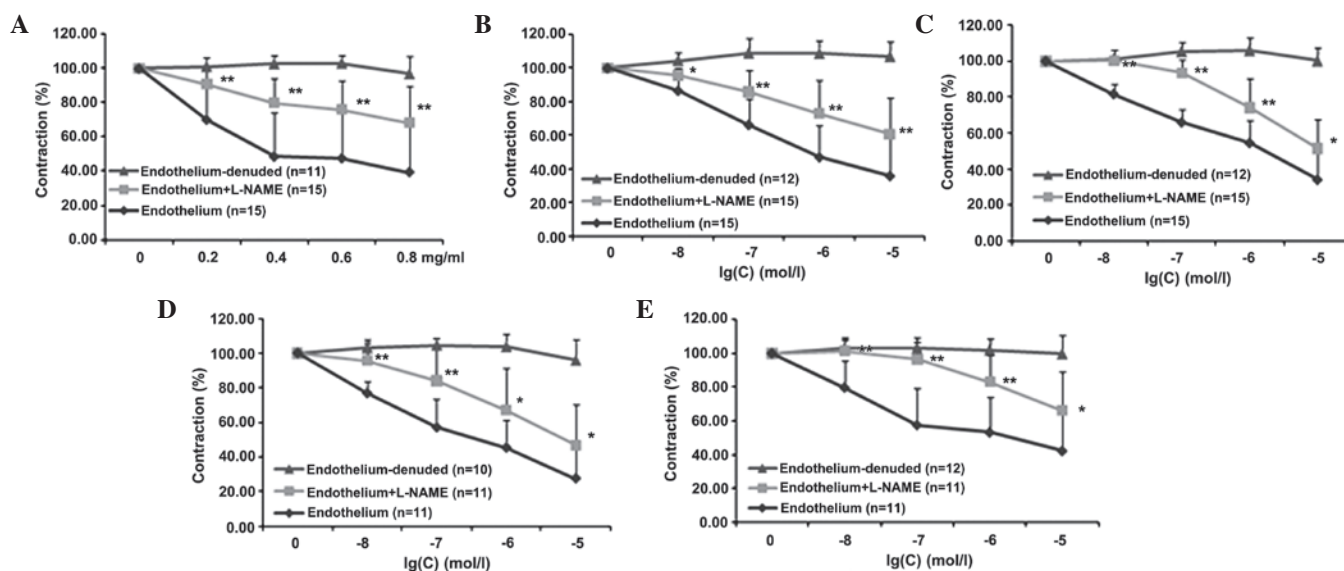 A
120.00
100.00
80.00
60.00
40.00
20.00
0.00
Contraction (%)
** ** ** **
Endothelium-denuded (n=11)
Endothelium+L-NAME (n=15)
Endothelium (n=15)
0 0.2 0.4 0.6 0.8 mg/ml
B
120.00
100.00
80.00
60.00
40.00
20.00
0.00
Contraction (%)
* ** ** **
Endothelium-denuded (n=12)
Endothelium+L-NAME (n=15)
Endothelium (n=15)
0 -8 -7 -6 -5
lg(C) (mol/l)
C
120.00
100.00
80.00
60.00
40.00
20.00
0.00
Contraction (%)
** ** ** *
Endothelium-denuded (n=12)
Endothelium+L-NAME (n=15)
Endothelium (n=15)
0 -8 -7 -6 -5
lg(C) (mol/l)
D
120.00
100.00
80.00
60.00
40.00
20.00
0.00
Contraction (%)
** ** * *
Endothelium-denuded (n=10)
Endothelium+L-NAME (n=11)
Endothelium (n=11)
0 -8 -7 -6 -5
lg(C) (mol/l)
E
120.00
100.00
80.00
60.00
40.00
20.00
0.00
Contraction (%)
** ** ** *
Endothelium-denuded (n=12)
Endothelium+L-NAME (n=11)
Endothelium (n=11)
0 -8 -7 -6 -5
lg(C) (mol/l)